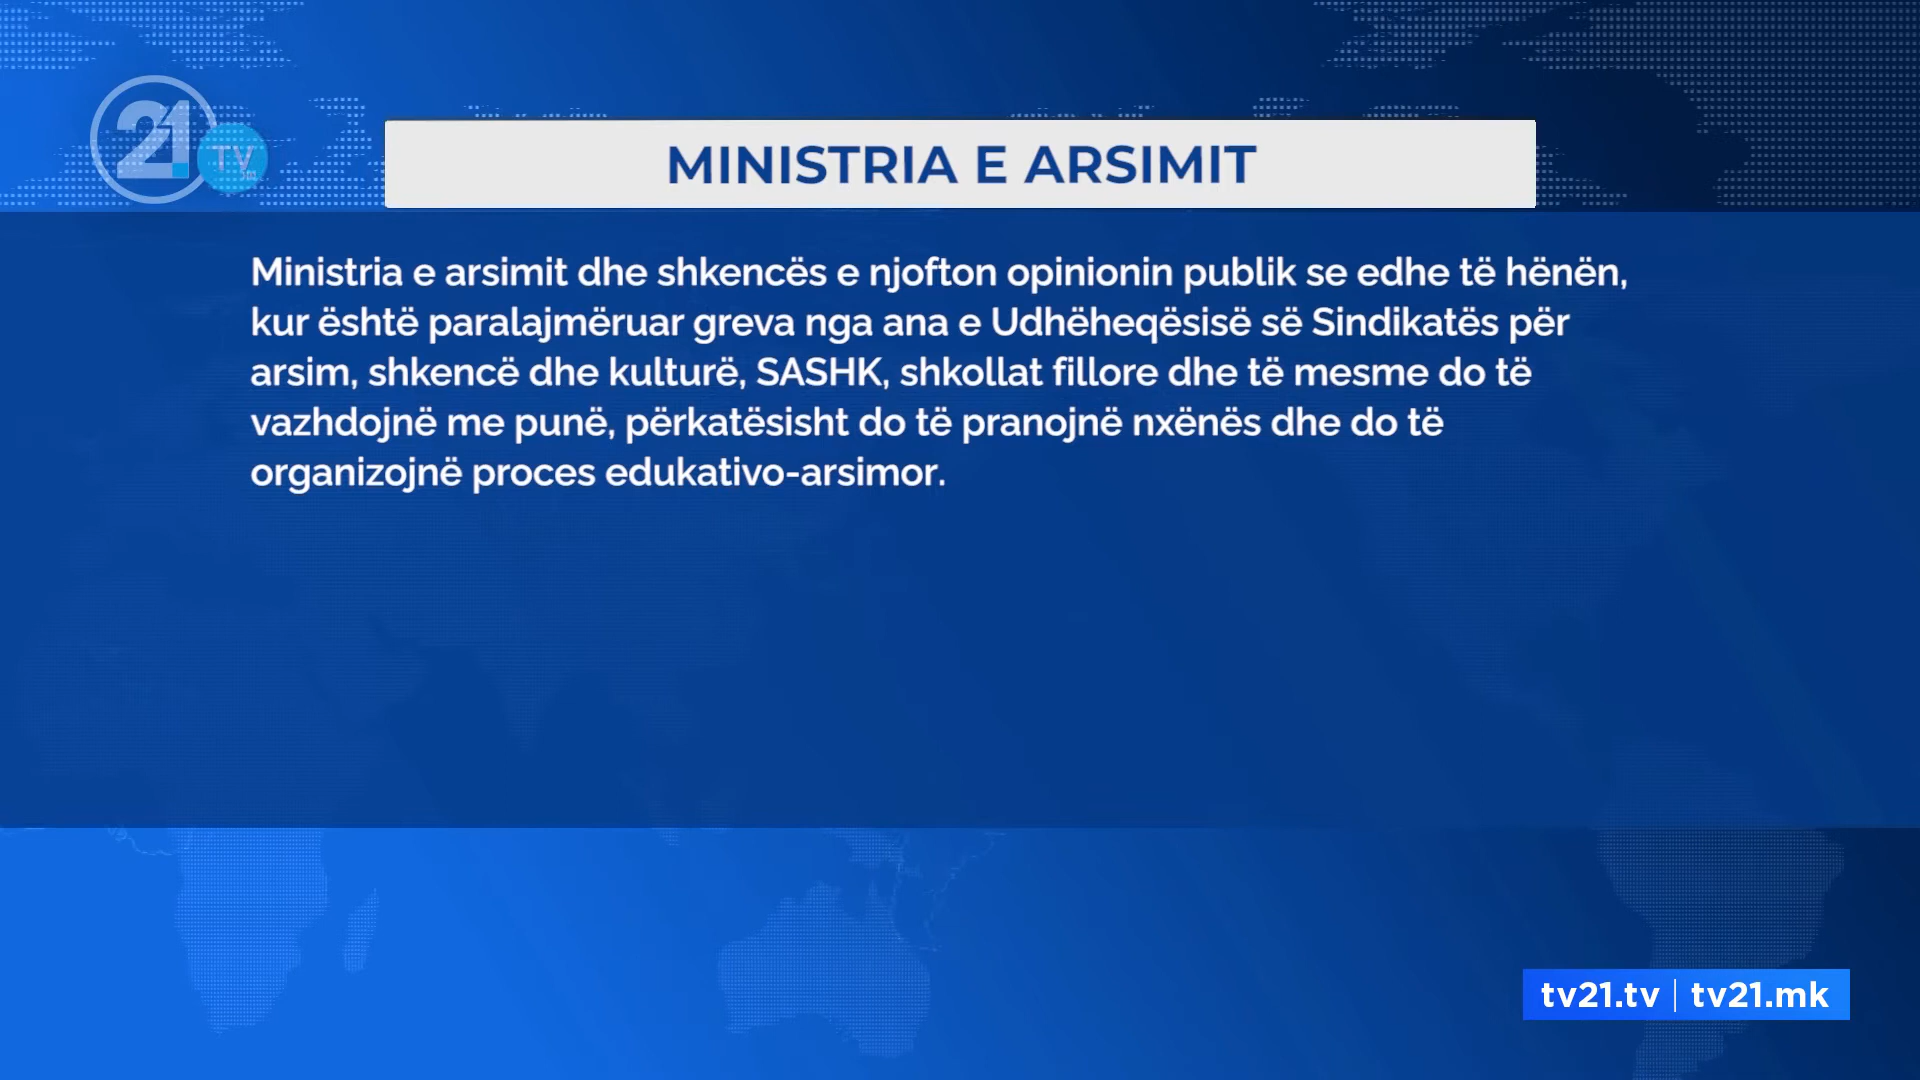 21
TV
MINISTRIA E ARSIMIT
Ministria e arsimit dhe shkencës e njofton opinionin publik se edhe të hënën,
kur është paralajmëruar greva nga ana e Udhëheqësisë së Sindikatës për
arsim, shkencë dhe kulturë, SASHK, shkollat fillore dhe të mesme do të
vazhdojnë me punë, përkatësisht do të pranojnë nxënës dhe do të
organizojnë proces edukativo-arsimor.
tv21.tv | tv21.mk